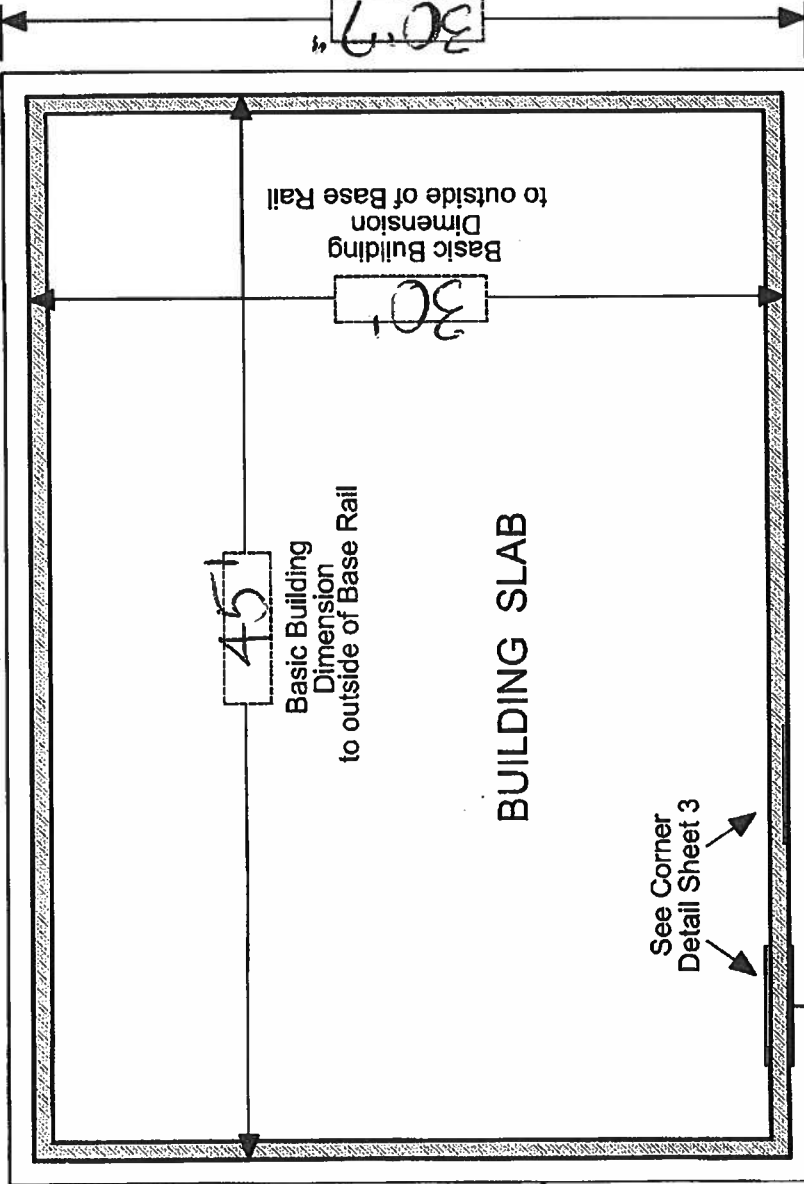 30'7"
Basic Building
Dimension
to outside of Base Rail
30'
45'
Basic Building
Dimension
to outside of Base Rail
BUILDING SLAB
See Corner
Detail Sheet 3